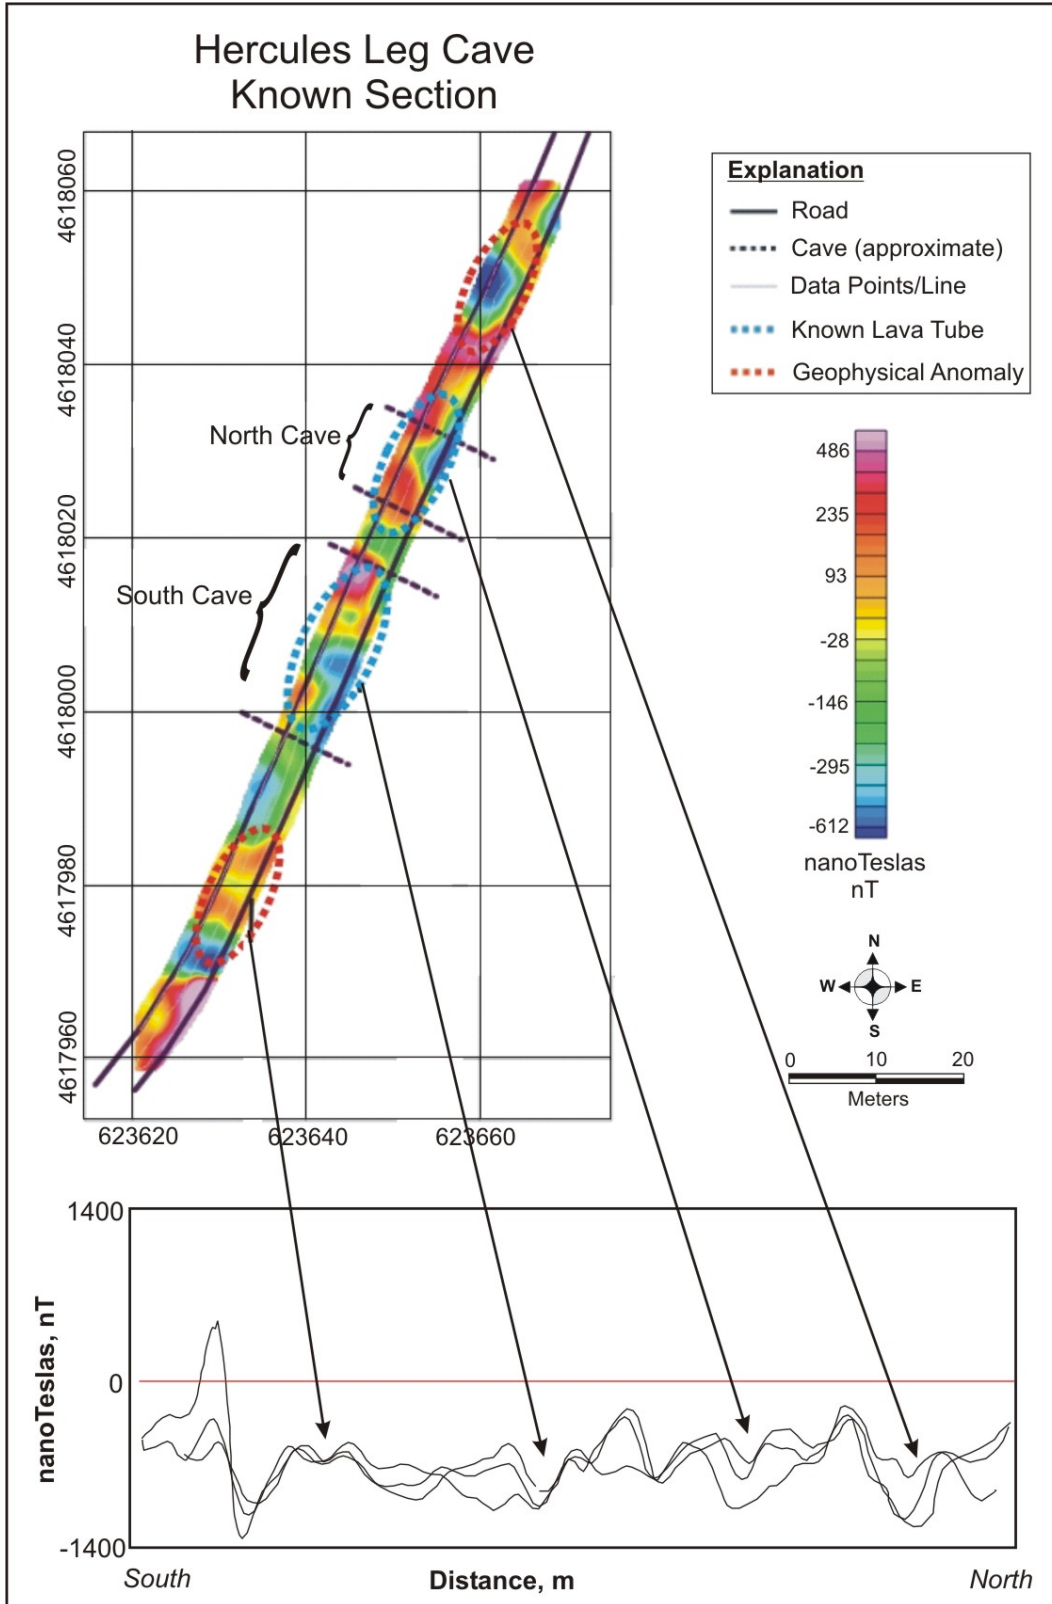 Hercules Leg Cave
Known Section
4618060
4618040
4618020
4618000
4617980
4617960
623620
623640
623660
North Cave
South Cave
Explanation
Road
Cave (approximate)
Data Points/Line
Known Lava Tube
Geophysical Anomaly
486
235
93
-28
-146
-295
-612
nanoTeslas
nT
N
W
E
S
0
10
20
Meters
1400
0
-1400
nanoTeslas, nT
South
Distance, m
North